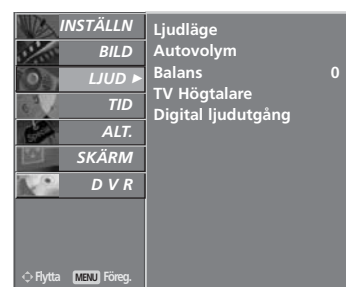 INSTÄLLN
BILD
LJUD ►
TID
ALT.
SKÄRM
D V R
Ljudläge
Autovolym
Balans 0
TV Högtalare
Digital ljudutgång
Flytta MENU Föreg.